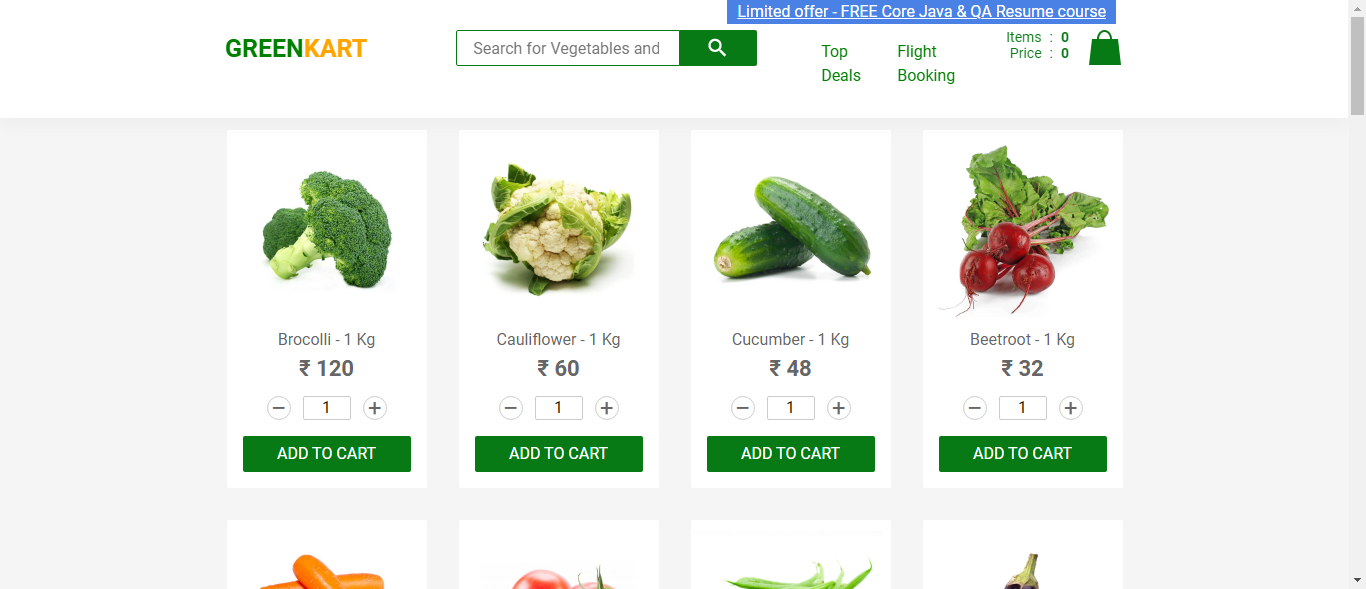 Limited offer - FREE Core Java & QA Resume course
GREENKART
Search for Vegetables and
Top
Deals
Flight
Booking
Items : 0
Price : 0
Brocolli - 1 Kg
₹ 120
1
ADD TO CART
Cauliflower - 1 Kg
₹ 60
1
ADD TO CART
Cucumber - 1 Kg
₹ 48
1
ADD TO CART
Beetroot - 1 Kg
₹ 32
1
ADD TO CART